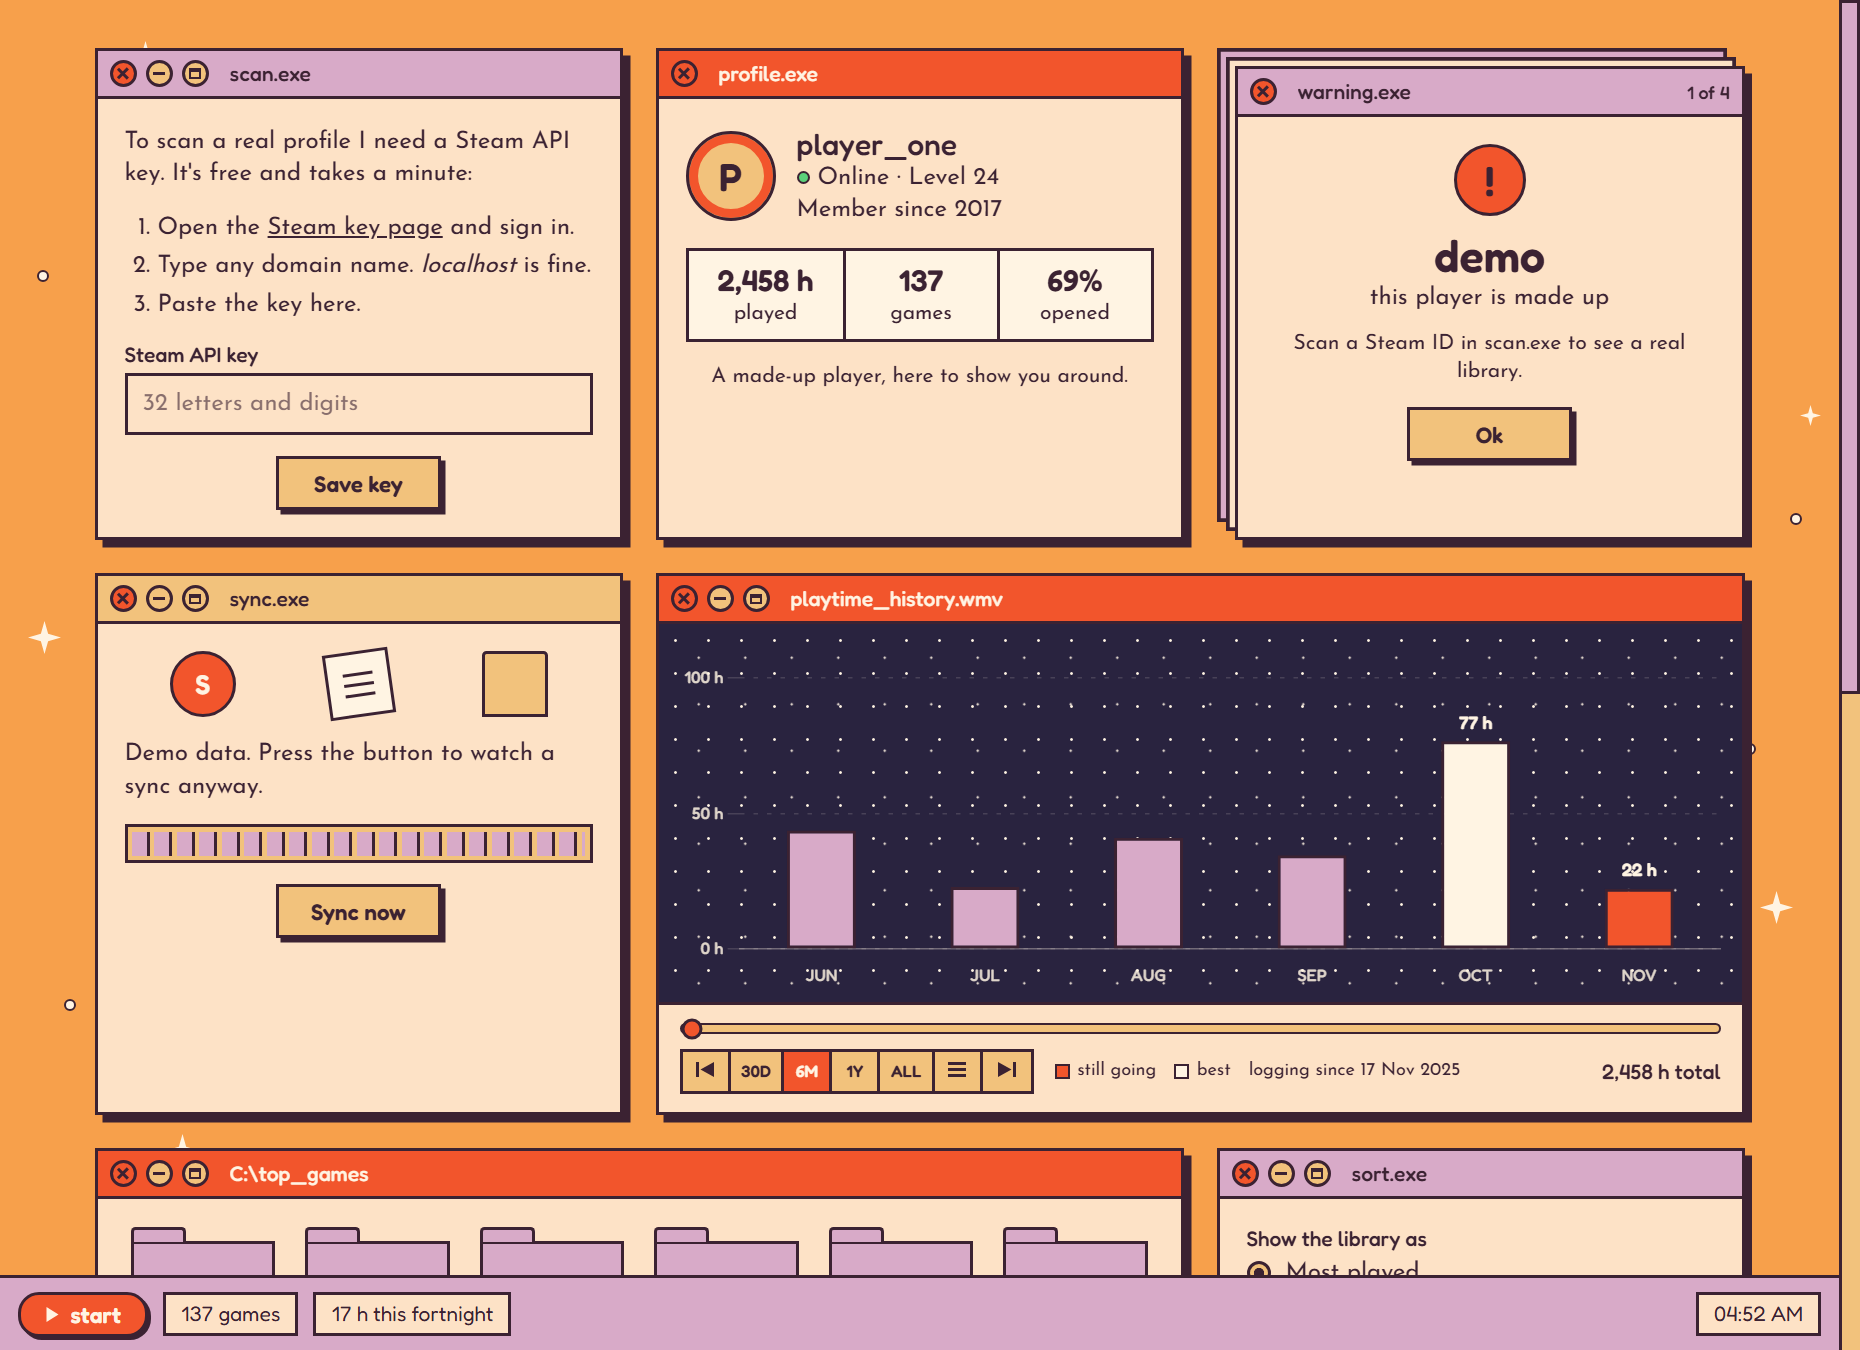 scan.exe
To scan a real profile I need a Steam API
key. It's free and takes a minute:
1. Open the Steam key page and sign in.
2. Type any domain name. localhost is fine.
3. Paste the key here.
Steam API key
32 letters and digits
Save key
profile.exe
P
player_one
Online · Level 24
Member since 2017
2,458 h
played
137
games
69%
opened
A made-up player, here to show you around.
warning.exe
1 of 4
!
demo
this player is made up
Scan a Steam ID in scan.exe to see a real
library.
Ok
sync.exe
S
Demo data. Press the button to watch a
sync anyway.
Sync now
playtime_history.wmv
100 h
50 h
0 h
77 h
22 h
JUN
JUL
AUG
SEP
OCT
NOV
30D
6M
1Y
ALL
still going
best
logging since 17 Nov 2025
2,458 h total
C:\top_games
sort.exe
Show the library as
Most played
start
137 games
17 h this fortnight
04:52 AM